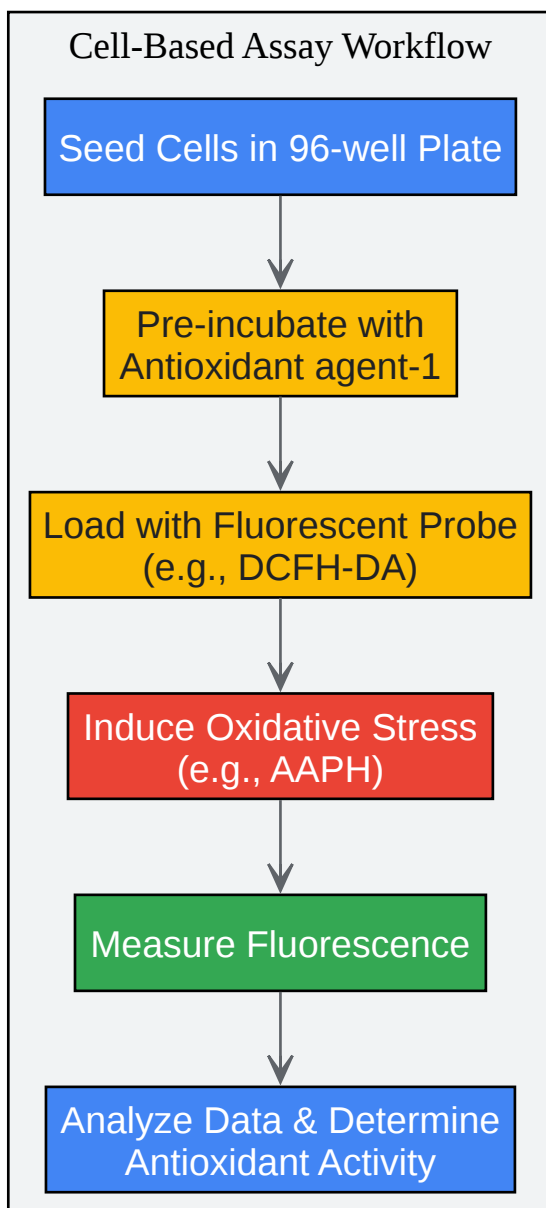 Cell-Based Assay Workflow
Seed Cells in 96-well Plate
Pre-incubate with
Antioxidant agent-1
Load with Fluorescent Probe
(e.g., DCFH-DA)
Induce Oxidative Stress
(e.g., AAPH)
Measure Fluorescence
Analyze Data & Determine
Antioxidant Activity